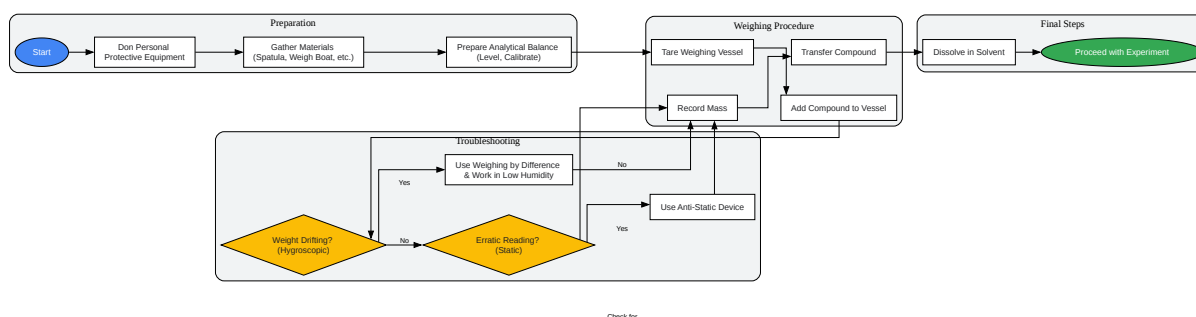 Preparation
Start
Don Personal
Protective Equipment
Gather Materials
(Spatula, Weigh Boat, etc.)
Prepare Analytical Balance
(Level, Calibrate)
Weighing Procedure
Tare Weighing Vessel
Transfer Compound
Record Mass
Add Compound to Vessel
Final Steps
Dissolve in Solvent
Proceed with Experiment
Troubleshooting
Use Weighing by Difference
& Work in Low Humidity
No
Yes
Use Anti-Static Device
Yes
Weight Drifting?
(Hygroscopic)
No
Erratic Reading?
(Static)
Check for